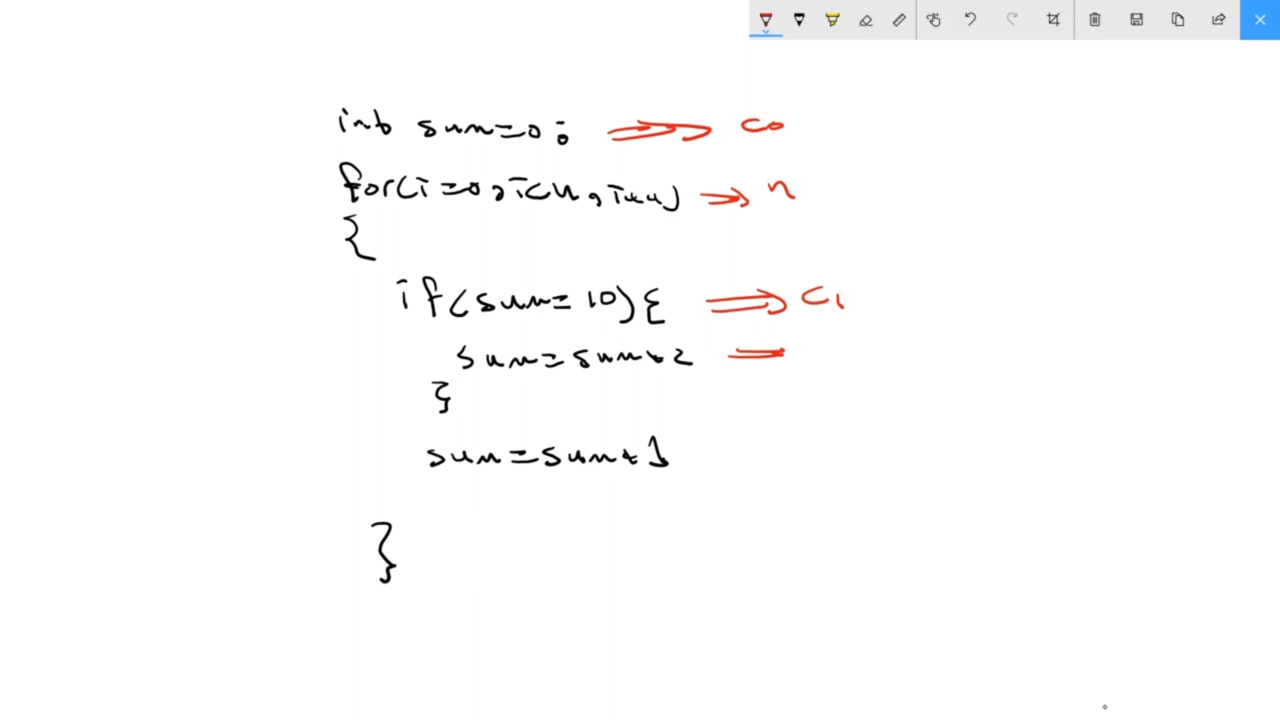 int sum=0; ⇒ c0
for(i=0,i<n,i++) → n
{
if(sum=10){ ⇒ c1
sum=sum+2 =
}
sum=sum+1
}